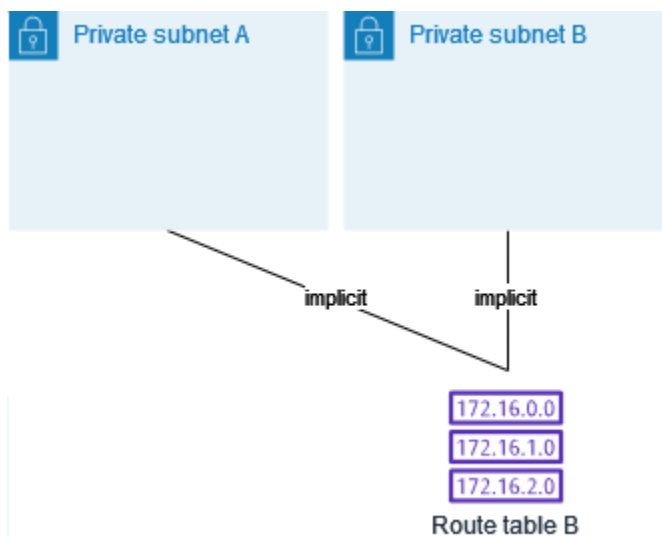 Private subnet A
Private subnet B
implicit
implicit
172.16.0.0
172.16.1.0
172.16.2.0
Route table B